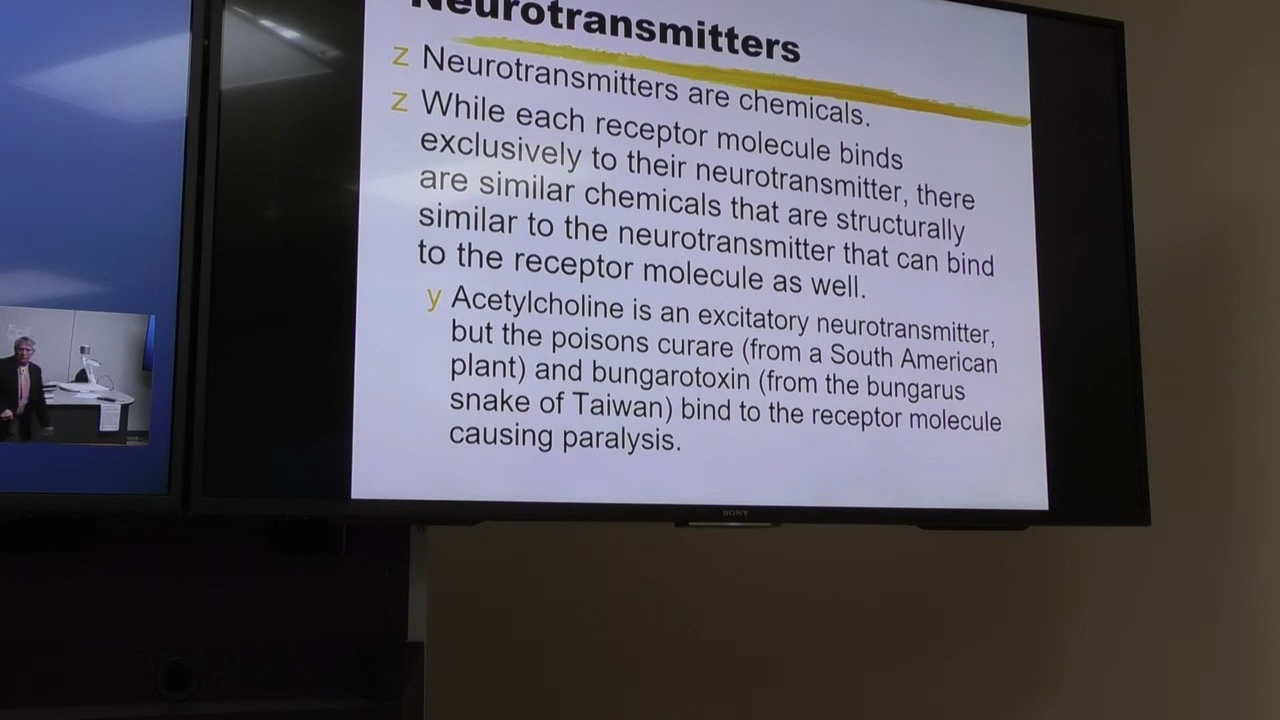 Neurotransmitters
z Neurotransmitters are chemicals.
z While each receptor molecule binds
exclusively to their neurotransmitter, there
are similar chemicals that are structurally
similar to the neurotransmitter that can bind
to the receptor molecule as well.
y Acetylcholine is an excitatory neurotransmitter,
but the poisons curare (from a South American
plant) and bungarotoxin (from the bungarus
snake of Taiwan) bind to the receptor molecule
causing paralysis.
SONY